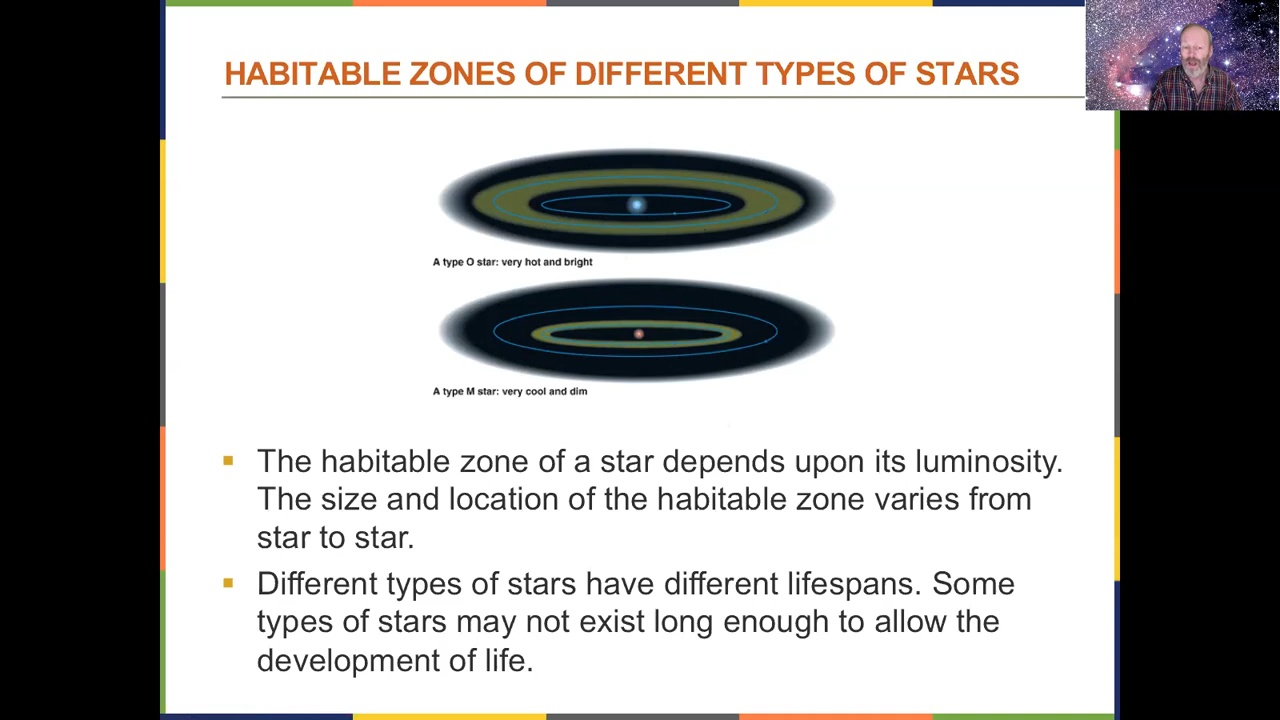 HABITABLE ZONES OF DIFFERENT TYPES OF STARS
A type O star: very hot and bright
A type M star: very cool and dim
The habitable zone of a star depends upon its luminosity.
The size and location of the habitable zone varies from
star to star.
Different types of stars have different lifespans. Some
types of stars may not exist long enough to allow the
development of life.